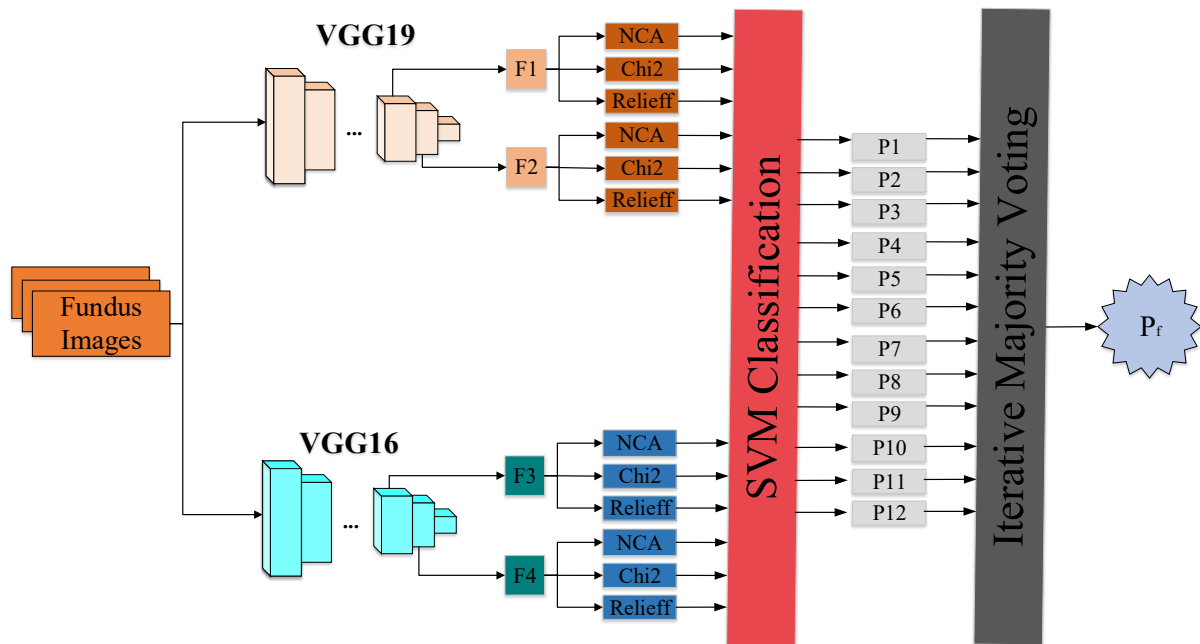 VGG19
...
F1
NCA
Chi2
Relieff
F2
NCA
Chi2
Relieff
Fundus
Images
VGG16
...
F3
NCA
Chi2
Relieff
F4
NCA
Chi2
Relieff
SVM Classification
P1
P2
P3
P4
P5
P6
P7
P8
P9
P10
P11
P12
Iterative Majority Voting
Pf